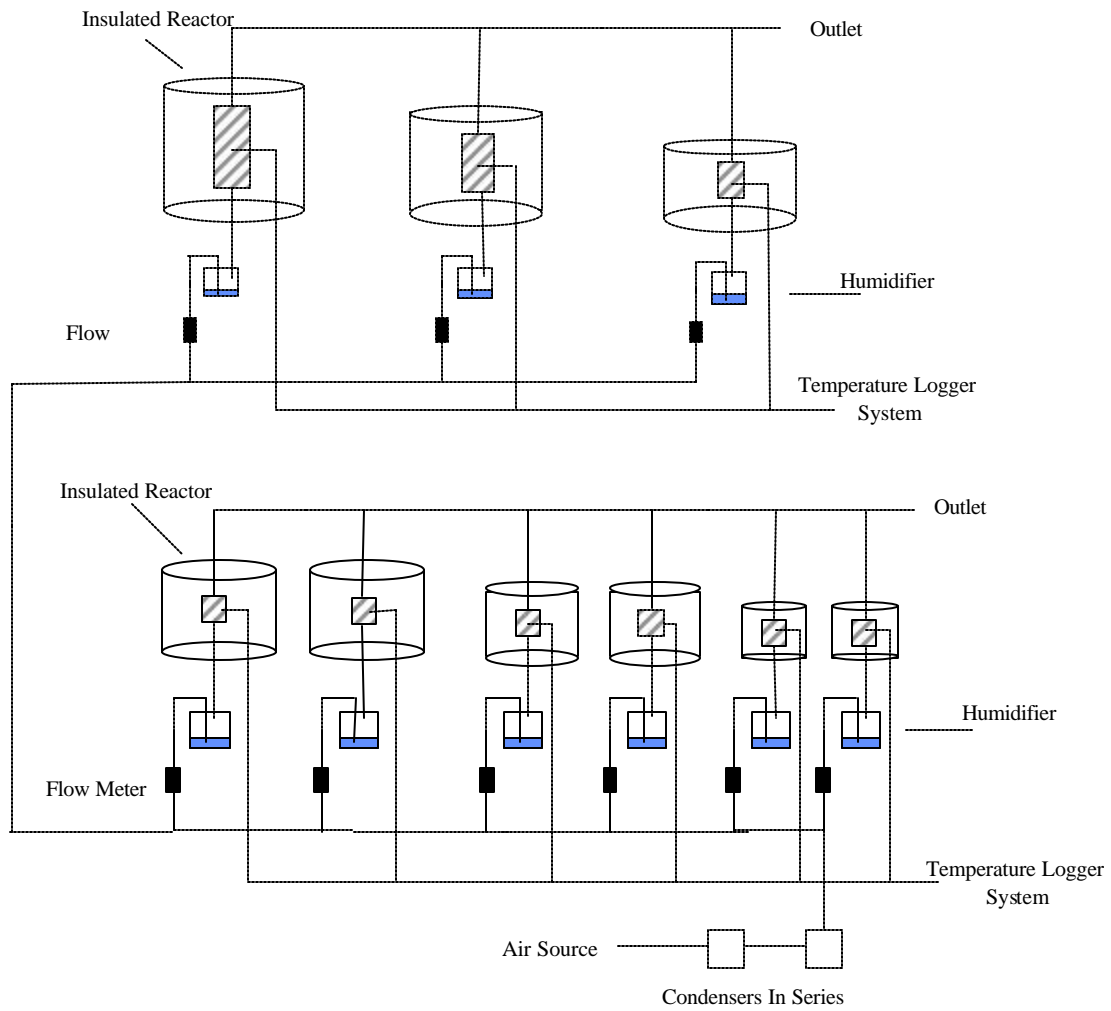 Insulated Reactor
Outlet
Humidifier
Flow
Temperature Logger
System
Insulated Reactor
Outlet
Humidifier
Flow Meter
Temperature Logger
System
Air Source
Condensers In Series